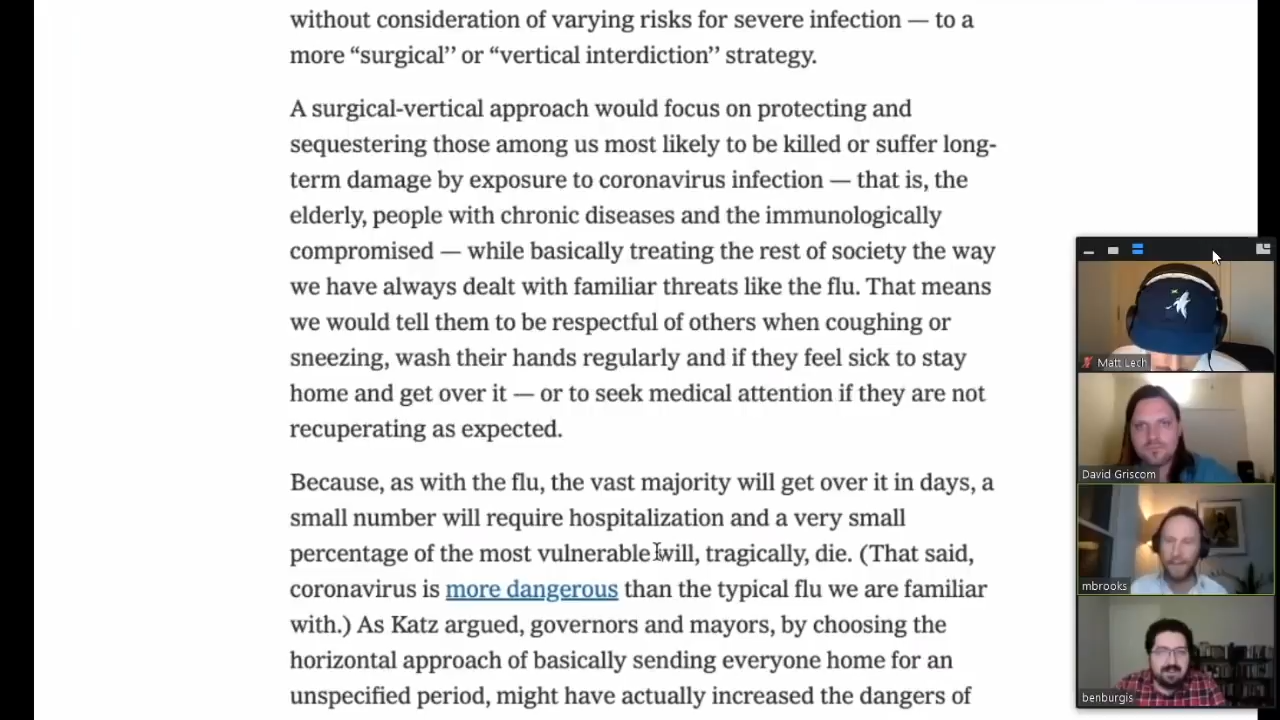 without consideration of varying risks for severe infection — to a
more “surgical’’ or “vertical interdiction’’ strategy.
A surgical-vertical approach would focus on protecting and
sequestering those among us most likely to be killed or suffer long-
term damage by exposure to coronavirus infection — that is, the
elderly, people with chronic diseases and the immunologically
compromised — while basically treating the rest of society the way
we have always dealt with familiar threats like the flu. That means
we would tell them to be respectful of others when coughing or
sneezing, wash their hands regularly and if they feel sick to stay
home and get over it — or to seek medical attention if they are not
recuperating as expected.
Because, as with the flu, the vast majority will get over it in days, a
small number will require hospitalization and a very small
percentage of the most vulnerable will, tragically, die. (That said,
coronavirus is more dangerous than the typical flu we are familiar
with.) As Katz argued, governors and mayors, by choosing the
horizontal approach of basically sending everyone home for an
unspecified period, might have actually increased the dangers of
Matt Lech
David Griscom
mbrooks
benburgis